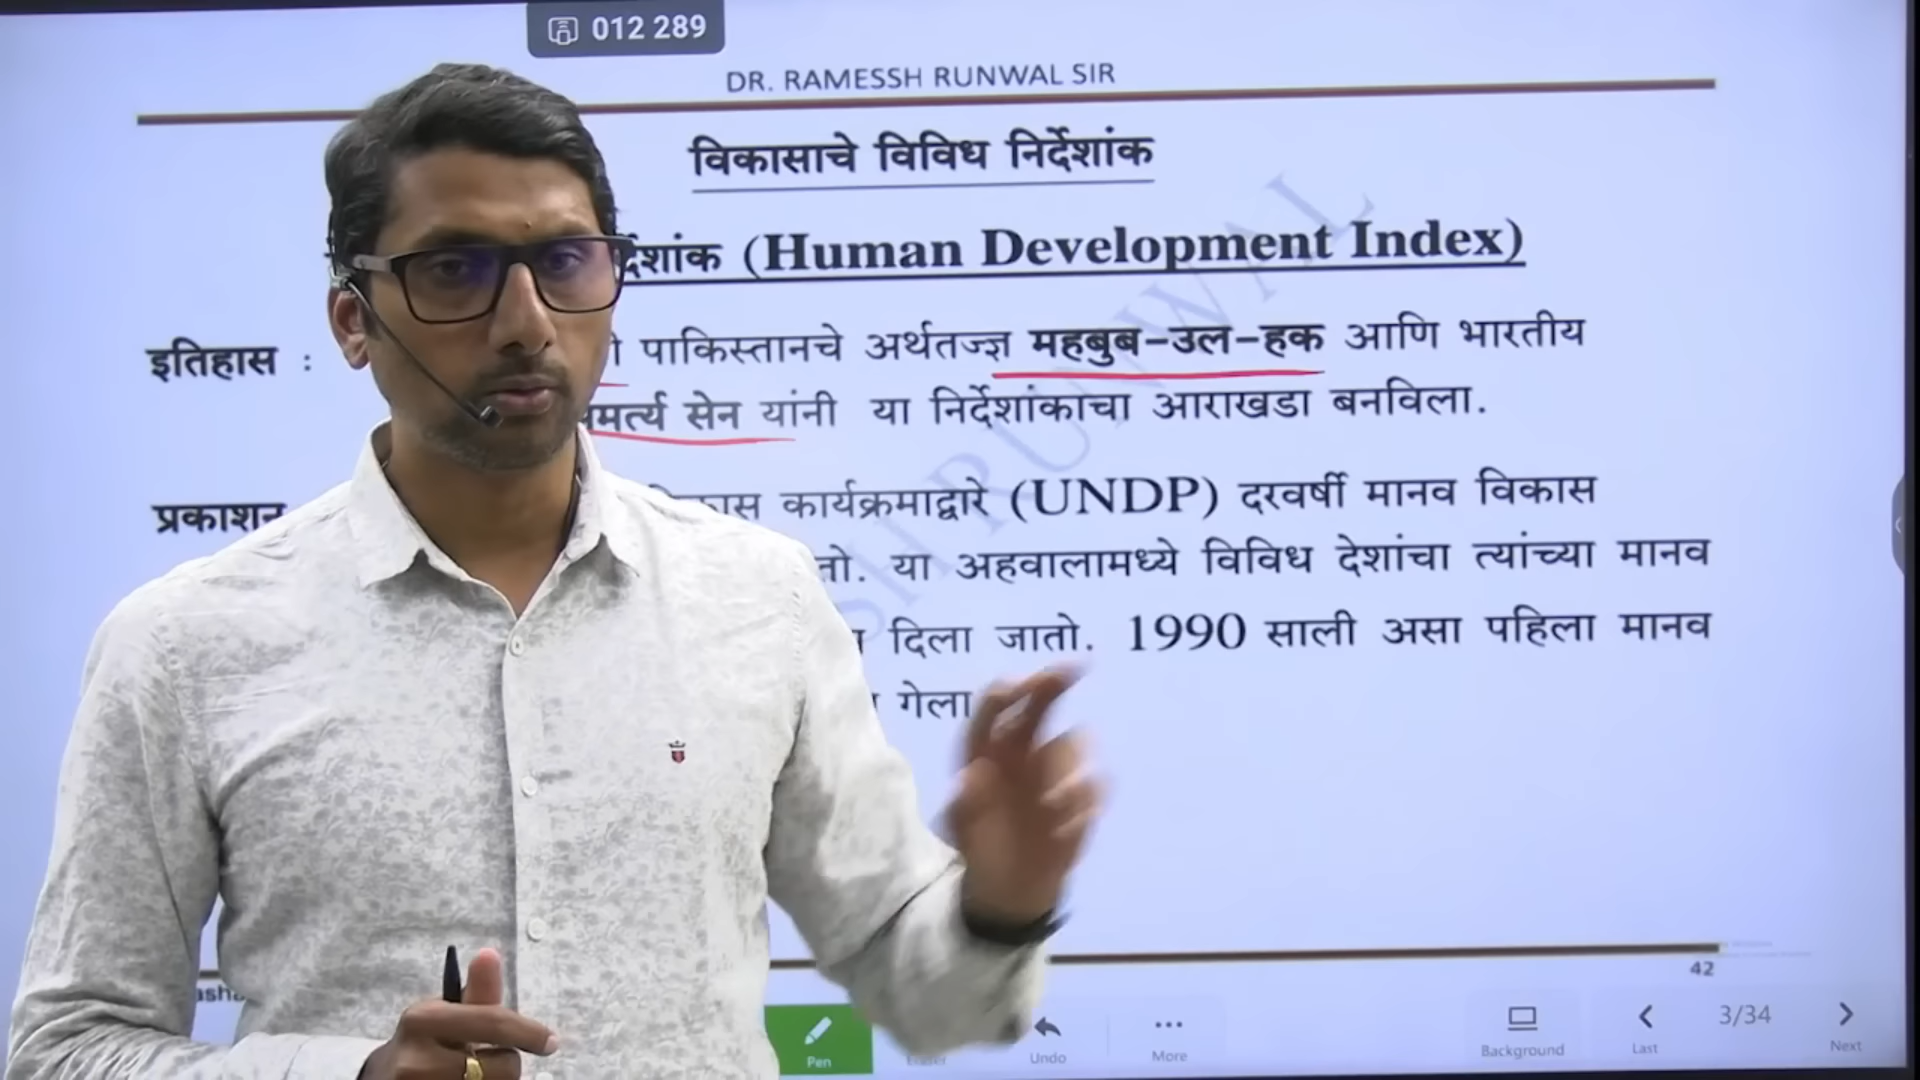 012 289
DR. RAMESSH RUNWAL SIR
विकासाचे विविध निर्देशांक
(Human Development Index)
इतिहास : पाकिस्तानचे अर्थतज्ज्ञ महबुब-उल-हक आणि भारतीय
सेन यांनी या निर्देशांकाचा आराखडा बनविला.
प्रकाशन कार्यक्रमाद्वारे (UNDP) दरवर्षी मानव विकास
या अहवालामध्ये विविध देशांचा त्यांच्या मानव
दिला जातो. 1990 साली असा पहिला मानव
गेला
42
3/34
Pen
Eraser
Undo
More
Background
Last
Next